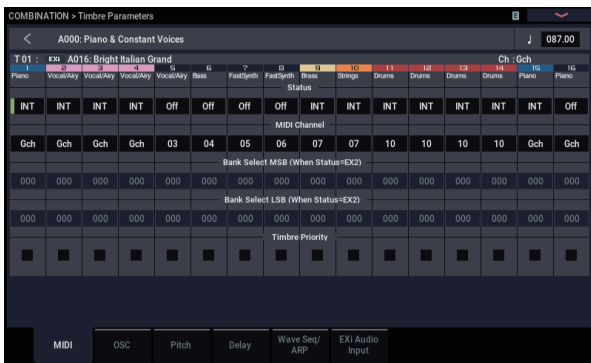 COMBINATION > Timbre Parameters
E
A000: Piano & Constant Voices
♩ 087.00
T 01 : EXi A016: Bright Italian Grand Ch : Gch
1 2 3 4 5 6 7 8 9 10 11 12 13 14 15 16
Piano Vocal/Airy Vocal/Airy Vocal/Airy Vocal/Airy Bass FastSynth FastSynth Brass Strings Drums Drums Drums Drums Piano Piano
Status
INT INT INT INT Off Off Off Off INT INT INT INT INT INT INT Off
MIDI Channel
Gch Gch Gch Gch 03 04 05 06 07 07 10 10 10 10 Gch Gch
Bank Select MSB (When Status=EX2)
000 000 000 000 000 000 000 000 000 000 000 000 000 000 000 000
Bank Select LSB (When Status=EX2)
000 000 000 000 000 000 000 000 000 000 000 000 000 000 000 000
Timbre Priority
MIDI OSC Pitch Delay Wave Seq/ EXi Audio
ARP Input